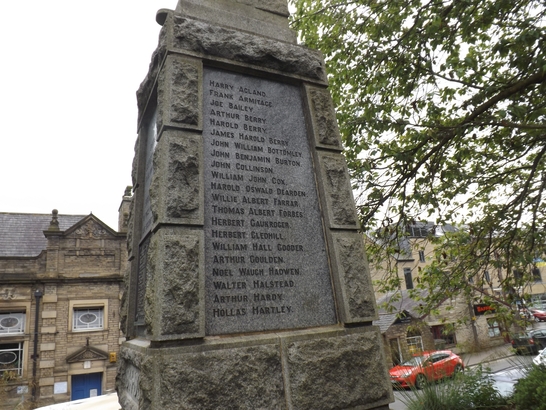 HARRY ACLAND.
FRANK ARMITAGE.
JOE BAILEY.
ARTHUR BERRY.
HAROLD BERRY.
JAMES HAROLD BERRY.
JOHN WILLIAM BOTTOMLEY.
JOHN BENJAMIN BURTON.
JOHN COLLINSON.
WILLIAM JOHN COX.
HAROLD OSWALD DEARDEN.
WILLIE ALBERT FARRAR.
THOMAS ALBERT FORBES.
HERBERT GAUKROGER.
HERBERT GLEDHILL.
WILLIAM HALL GOODER.
ARTHUR GOULDEN.
NOEL WAUGH HADWEN.
WALTER HALSTEAD.
ARTHUR HARDY.
HOLLAS HARTLEY.